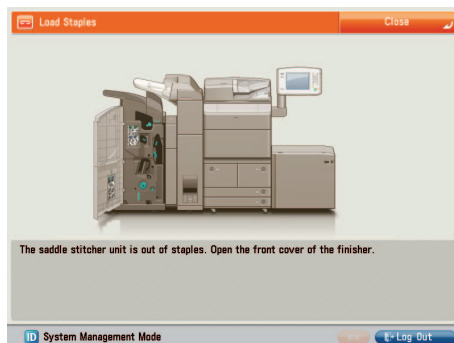 Load Staples
Close
The saddle stitcher unit is out of staples. Open the front cover of the finisher.
ID System Management Mode
Log Out